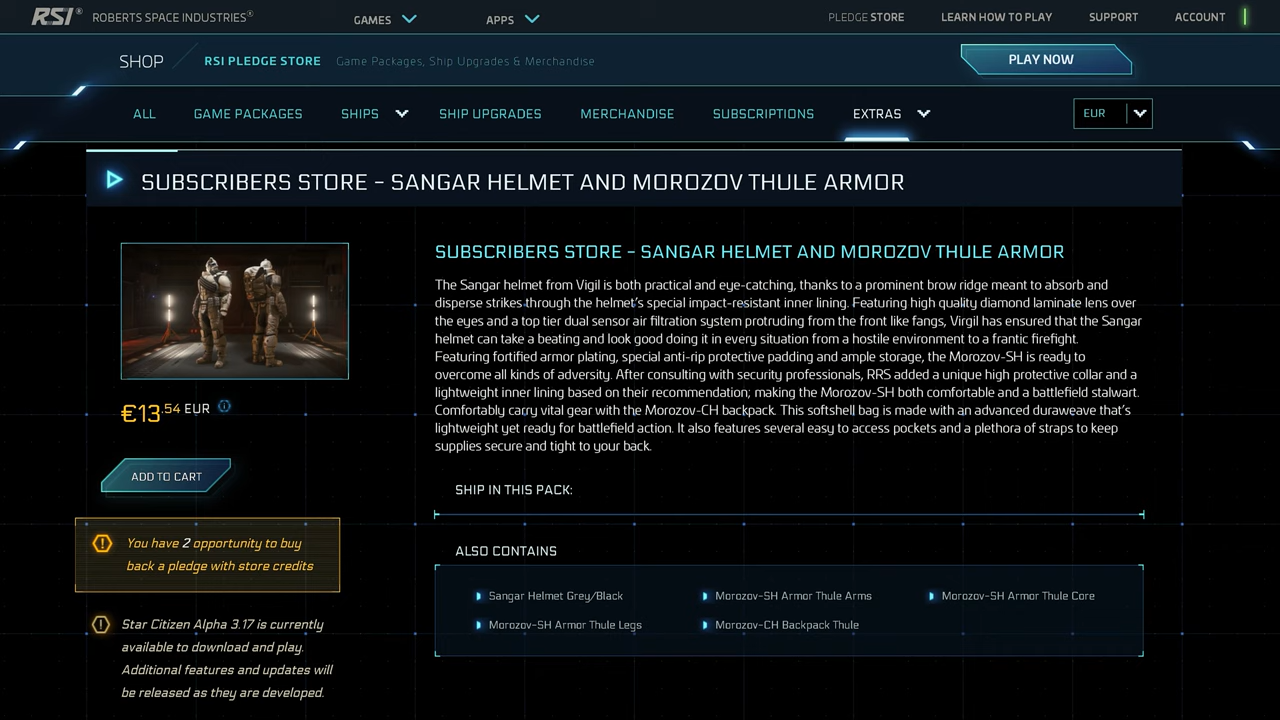 RSI® ROBERTS SPACE INDUSTRIES®
GAMES
APPS
PLEDGE STORE
LEARN HOW TO PLAY
SUPPORT
ACCOUNT
SHOP
RSI PLEDGE STORE
Game Packages, Ship Upgrades & Merchandise
PLAY NOW
ALL
GAME PACKAGES
SHIPS
SHIP UPGRADES
MERCHANDISE
SUBSCRIPTIONS
EXTRAS
EUR
SUBSCRIBERS STORE - SANGAR HELMET AND MOROZOV THULE ARMOR
€13.54 EUR
ADD TO CART
You have 2 opportunity to buy
back a pledge with store credits
Star Citizen Alpha 3.17 is currently
available to download and play.
Additional features and updates will
be released as they are developed.
SUBSCRIBERS STORE - SANGAR HELMET AND MOROZOV THULE ARMOR
The Sangar helmet from Vigil is both practical and eye-catching, thanks to a prominent brow ridge meant to absorb and
disperse strikes through the helmet's special impact-resistant inner lining. Featuring high quality diamond laminate lens over
the eyes and a top tier dual sensor air filtration system protruding from the front like fangs, Virgil has ensured that the Sangar
helmet can take a beating and look good doing it in every situation from a hostile environment to a frantic firefight.
Featuring fortified armor plating, special anti-rip protective padding and ample storage, the Morozov-SH is ready to
overcome all kinds of adversity. After consulting with security professionals, RRS added a unique high protective collar and a
lightweight inner lining based on their recommendation; making the Morozov-SH both comfortable and a battlefield stalwart.
Comfortably carry vital gear with the Morozov-CH backpack. This softshell bag is made with an advanced duraweave that's
lightweight yet ready for battlefield action. It also features several easy to access pockets and a plethora of straps to keep
supplies secure and tight to your back.
SHIP IN THIS PACK:
ALSO CONTAINS
Sangar Helmet Grey/Black
Morozov-SH Armor Thule Arms
Morozov-SH Armor Thule Core
Morozov-SH Armor Thule Legs
Morozov-CH Backpack Thule